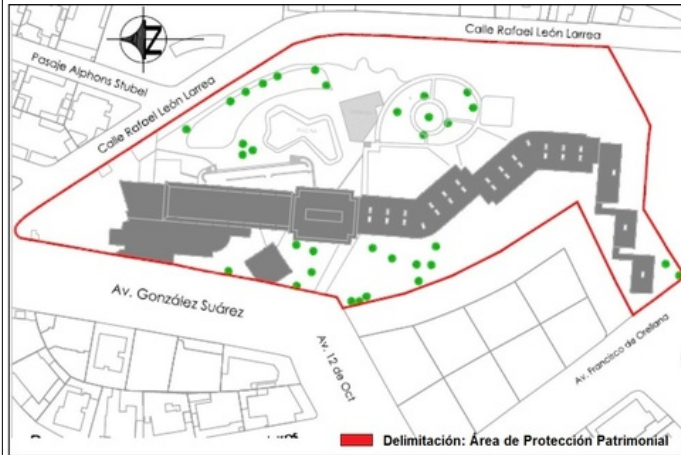 Calle Rafael León Larrea
Pasaje Alphons Stubel
Calle Rafael León Larrea
Av. González Suárez
Av. 12 de Oct
Av. Francisco de Orellana
Delimitación: Área de Protección Patrimonial